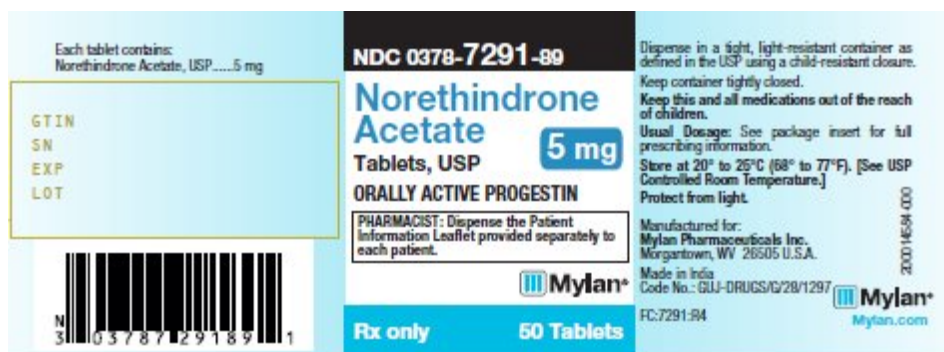 Each tablet contains:
Norethindrone Acetate, USP.....5 mg
GTIN
SN
EXP
LOT
N
3 03787 29189 1
NDC 0378-7291-89
Norethindrone
Acetate
5 mg
Tablets, USP
ORALLY ACTIVE PROGESTIN
PHARMACIST: Dispense the Patient
Information Leaflet provided separately to
each patient.
Mylan®
Rx only 50 Tablets
Dispense in a tight, light-resistant container as
defined in the USP using a child-resistant closure.
Keep container tightly closed.
Keep this and all medications out of the reach
of children.
Usual Dosage: See package insert for full
prescribing information.
Store at 20° to 25°C (68° to 77°F). [See USP
Controlled Room Temperature.]
Protect from light.
Manufactured for:
Mylan Pharmaceuticals Inc.
Morgantown, WV 26505 U.S.A.
Made in India
Code No.: GUJ-DRUGS/G/28/1297
FC:7291:R4
Mylan®
Mylan.com